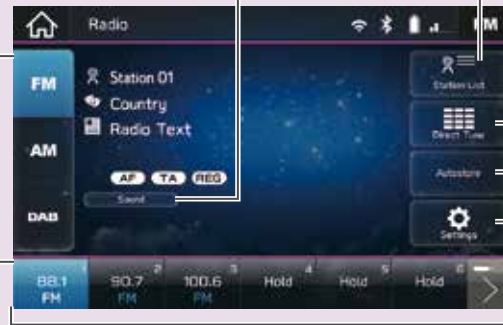 Radio
FM
FM
AM
DAB
Station 01
Country
Radio Text
AF TA REG
Sound
Station List
Direct Tune
Autostore
Settings
1 2 3 4 5 6
88.1 90.7 100.6 Hold Hold Hold
FM FM FM